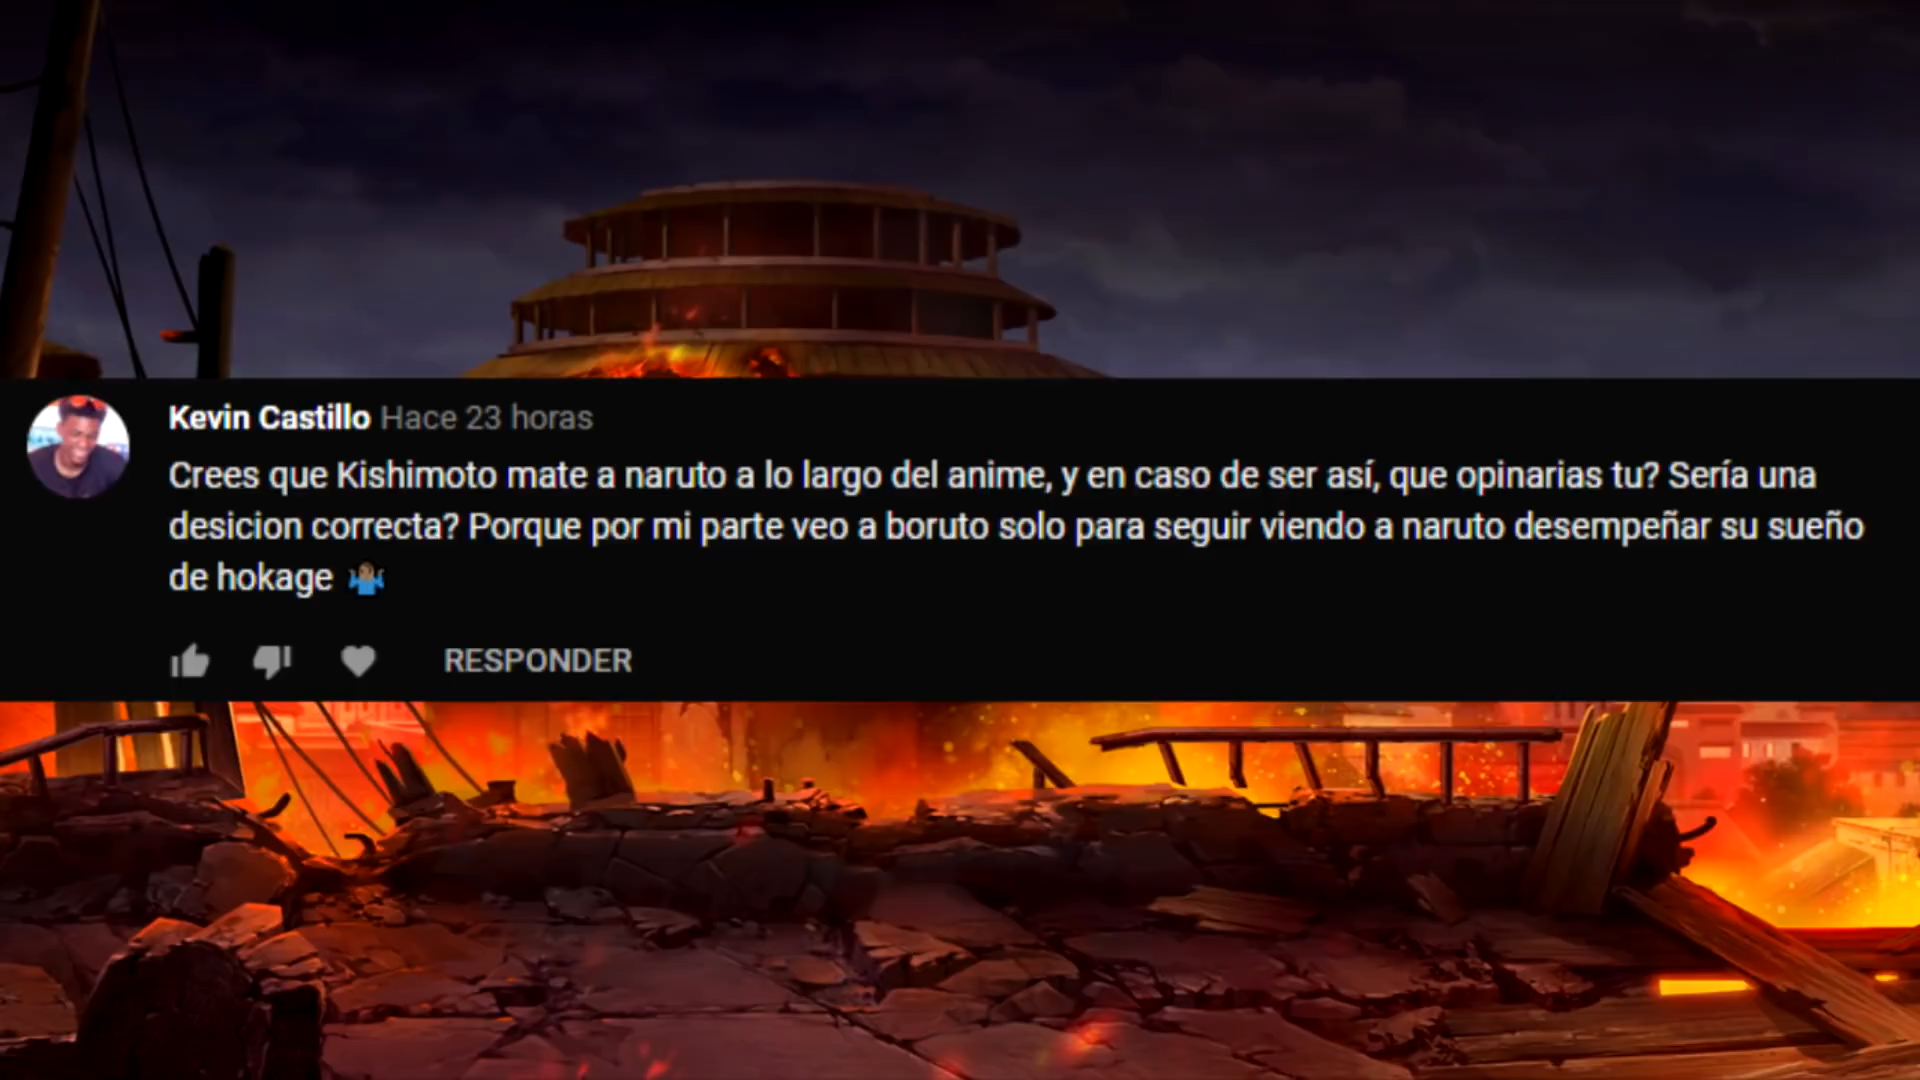 Kevin Castillo Hace 23 horas
Crees que Kishimoto mate a naruto a lo largo del anime, y en caso de ser así, que opinarias tu? Sería una
desicion correcta? Porque por mi parte veo a boruto solo para seguir viendo a naruto desempeñar su sueño
de hokage 🤷🏽‍♂️
RESPONDER